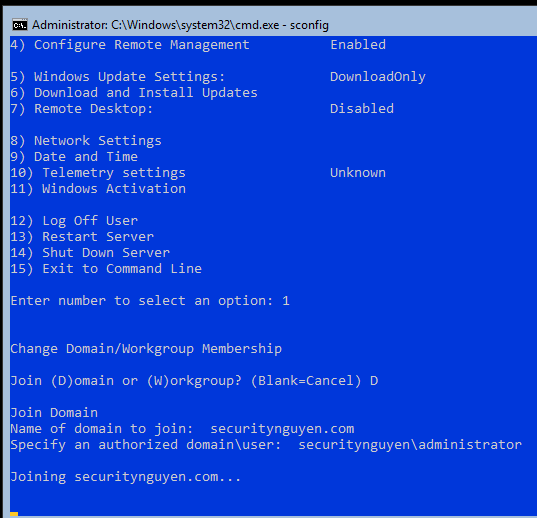 Administrator: C:\Windows\system32\cmd.exe - sconfig
4) Configure Remote Management Enabled
5) Windows Update Settings: DownloadOnly
6) Download and Install Updates
7) Remote Desktop: Disabled
8) Network Settings
9) Date and Time
10) Telemetry settings Unknown
11) Windows Activation
12) Log Off User
13) Restart Server
14) Shut Down Server
15) Exit to Command Line
Enter number to select an option: 1
Change Domain/Workgroup Membership
Join (D)omain or (W)orkgroup? (Blank=Cancel) D
Join Domain
Name of domain to join: securitynguyen.com
Specify an authorized domain\user: securitynguyen\administrator
Joining securitynguyen.com...